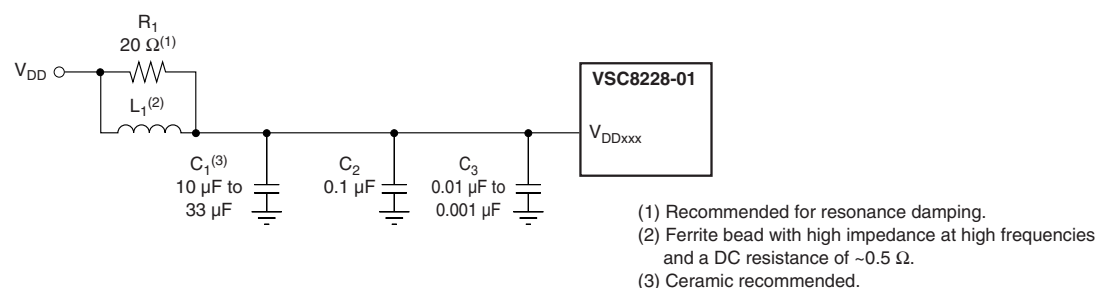 R1
20 Ω(1)
VDD
L1(2)
VSC8228-01
VDDxxx
C1(3)
10 µF to
33 µF
C2
0.1 µF
C3
0.01 µF to
0.001 µF
(1) Recommended for resonance damping.
(2) Ferrite bead with high impedance at high frequencies
and a DC resistance of ~0.5 Ω.
(3) Ceramic recommended.